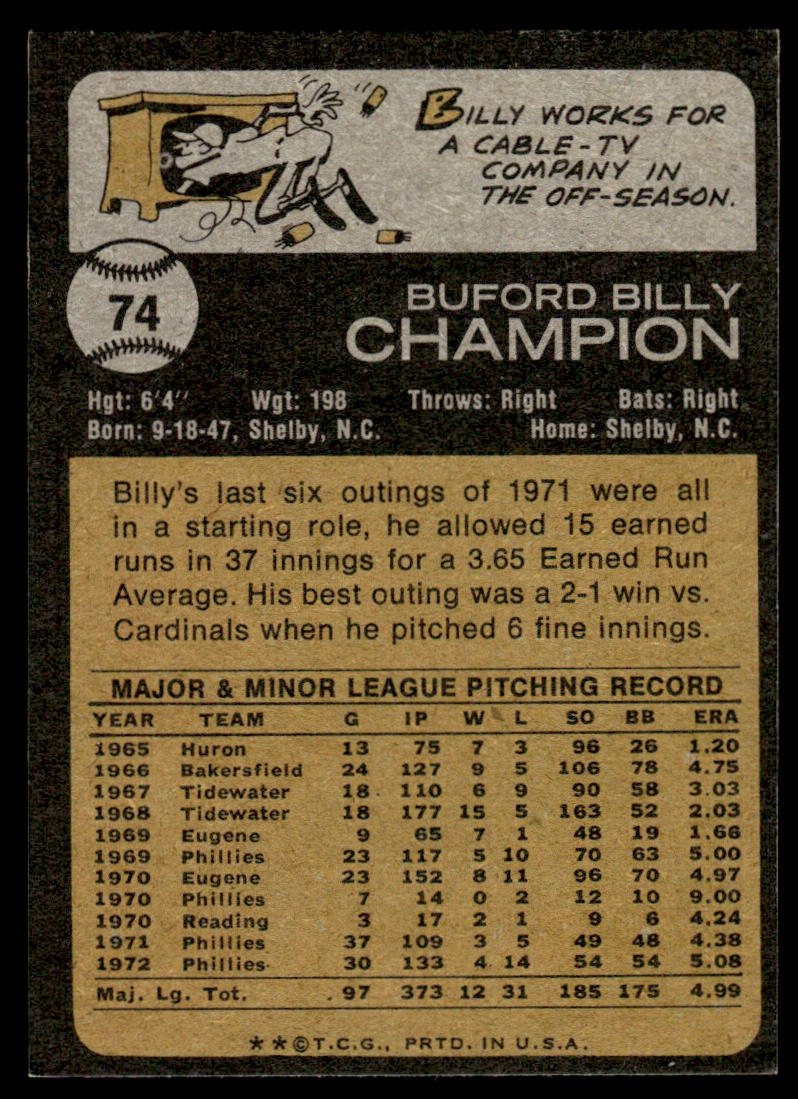 BILLY WORKS FOR
A CABLE-TV
COMPANY IN
THE OFF-SEASON.
74
BUFORD BILLY
CHAMPION
Hgt: 6'4" Wgt: 198 Throws: Right Bats: Right
Born: 9-18-47, Shelby, N.C. Home: Shelby, N.C.
Billy's last six outings of 1971 were all
in a starting role, he allowed 15 earned
runs in 37 innings for a 3.65 Earned Run
Average. His best outing was a 2-1 win vs.
Cardinals when he pitched 6 fine innings.
MAJOR & MINOR LEAGUE PITCHING RECORD
YEAR TEAM G IP W L SO BB ERA
1965 Huron 13 75 7 3 96 26 1.20
1966 Bakersfield 24 127 9 5 106 78 4.75
1967 Tidewater 18 110 6 9 90 58 3.03
1968 Tidewater 18 177 15 5 163 52 2.03
1969 Eugene 9 65 7 1 48 19 1.66
1969 Phillies 23 117 5 10 70 63 5.00
1970 Eugene 23 152 8 11 96 70 4.97
1970 Phillies 7 14 0 2 12 10 9.00
1970 Reading 3 17 2 1 9 6 4.24
1971 Phillies 37 109 3 5 49 48 4.38
1972 Phillies 30 133 4 14 54 54 5.08
Maj. Lg. Tot. 97 373 12 31 185 175 4.99
**©T.C.G., PRTD. IN U.S.A.